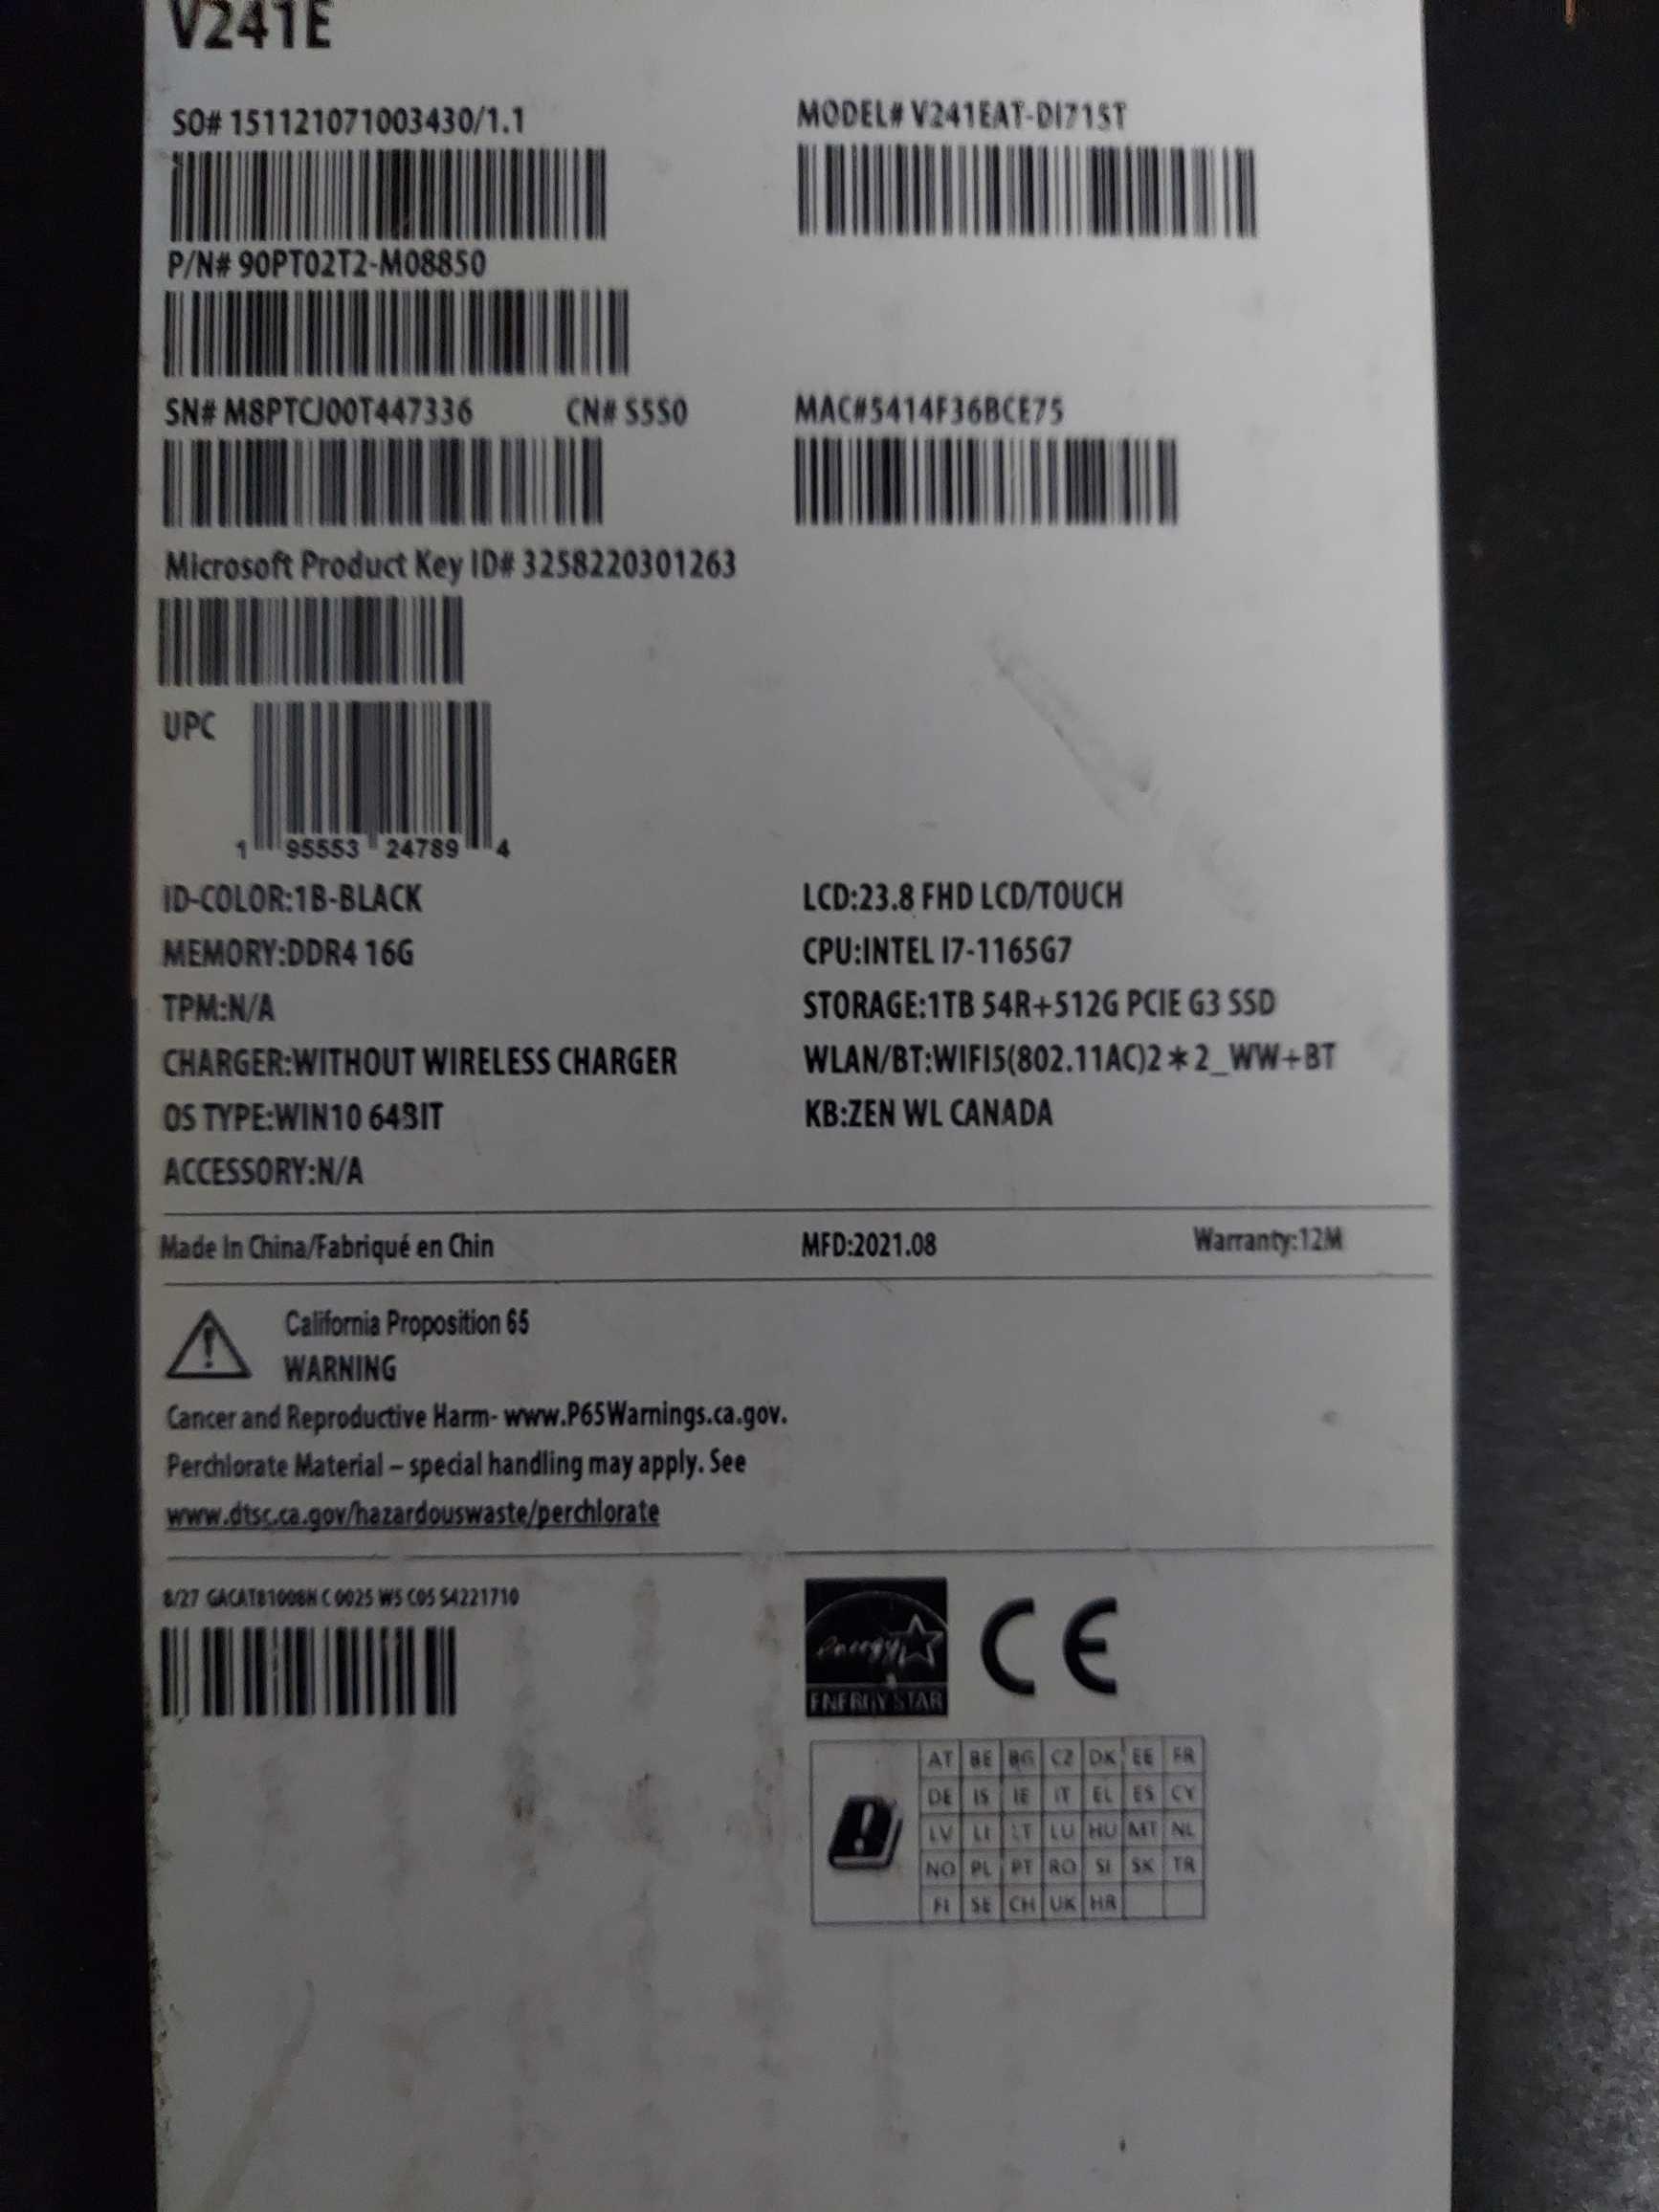 V241E
SO# 151121071003430/1.1
MODEL# V241EAT-DI71ST
P/N# 90PT02T2-M08850
SN# M8PTCJ00T447336 CN# S5S0
MAC#5414F36BCE75
Microsoft Product Key ID# 3258220301263
UPC
1 95553 24789 4
ID-COLOR:1B-BLACK
LCD:23.8 FHD LCD/TOUCH
MEMORY:DDR4 16G
CPU:INTEL I7-1165G7
TPM:N/A
STORAGE:1TB 54R+512G PCIE G3 SSD
CHARGER:WITHOUT WIRELESS CHARGER
WLAN/BT:WIFI5(802.11AC)2*2_WW+BT
OS TYPE:WIN10 64BIT
KB:ZEN WL CANADA
ACCESSORY:N/A
Made In China/Fabriqué en Chin
MFD:2021.08
Warranty:12M
California Proposition 65
WARNING
Cancer and Reproductive Harm- www.P65Warnings.ca.gov.
Perchlorate Material – special handling may apply. See
www.dtsc.ca.gov/hazardouswaste/perchlorate
8/27 GACAT81008N C 0025 W5 C05 S4221710
energy
ENERGY STAR
CE
AT BE BG CZ DK EE FR
DE IS IE IT EL ES CY
LV LI LT LU HU MT NL
NO PL PT RO SI SK TR
FI SE CH UK HR